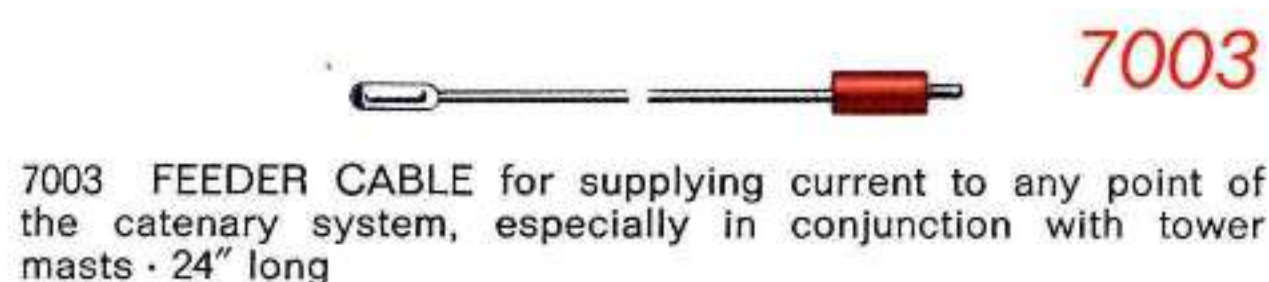 7003
7003 FEEDER CABLE for supplying current to any point of
the catenary system, especially in conjunction with tower
masts · 24″ long